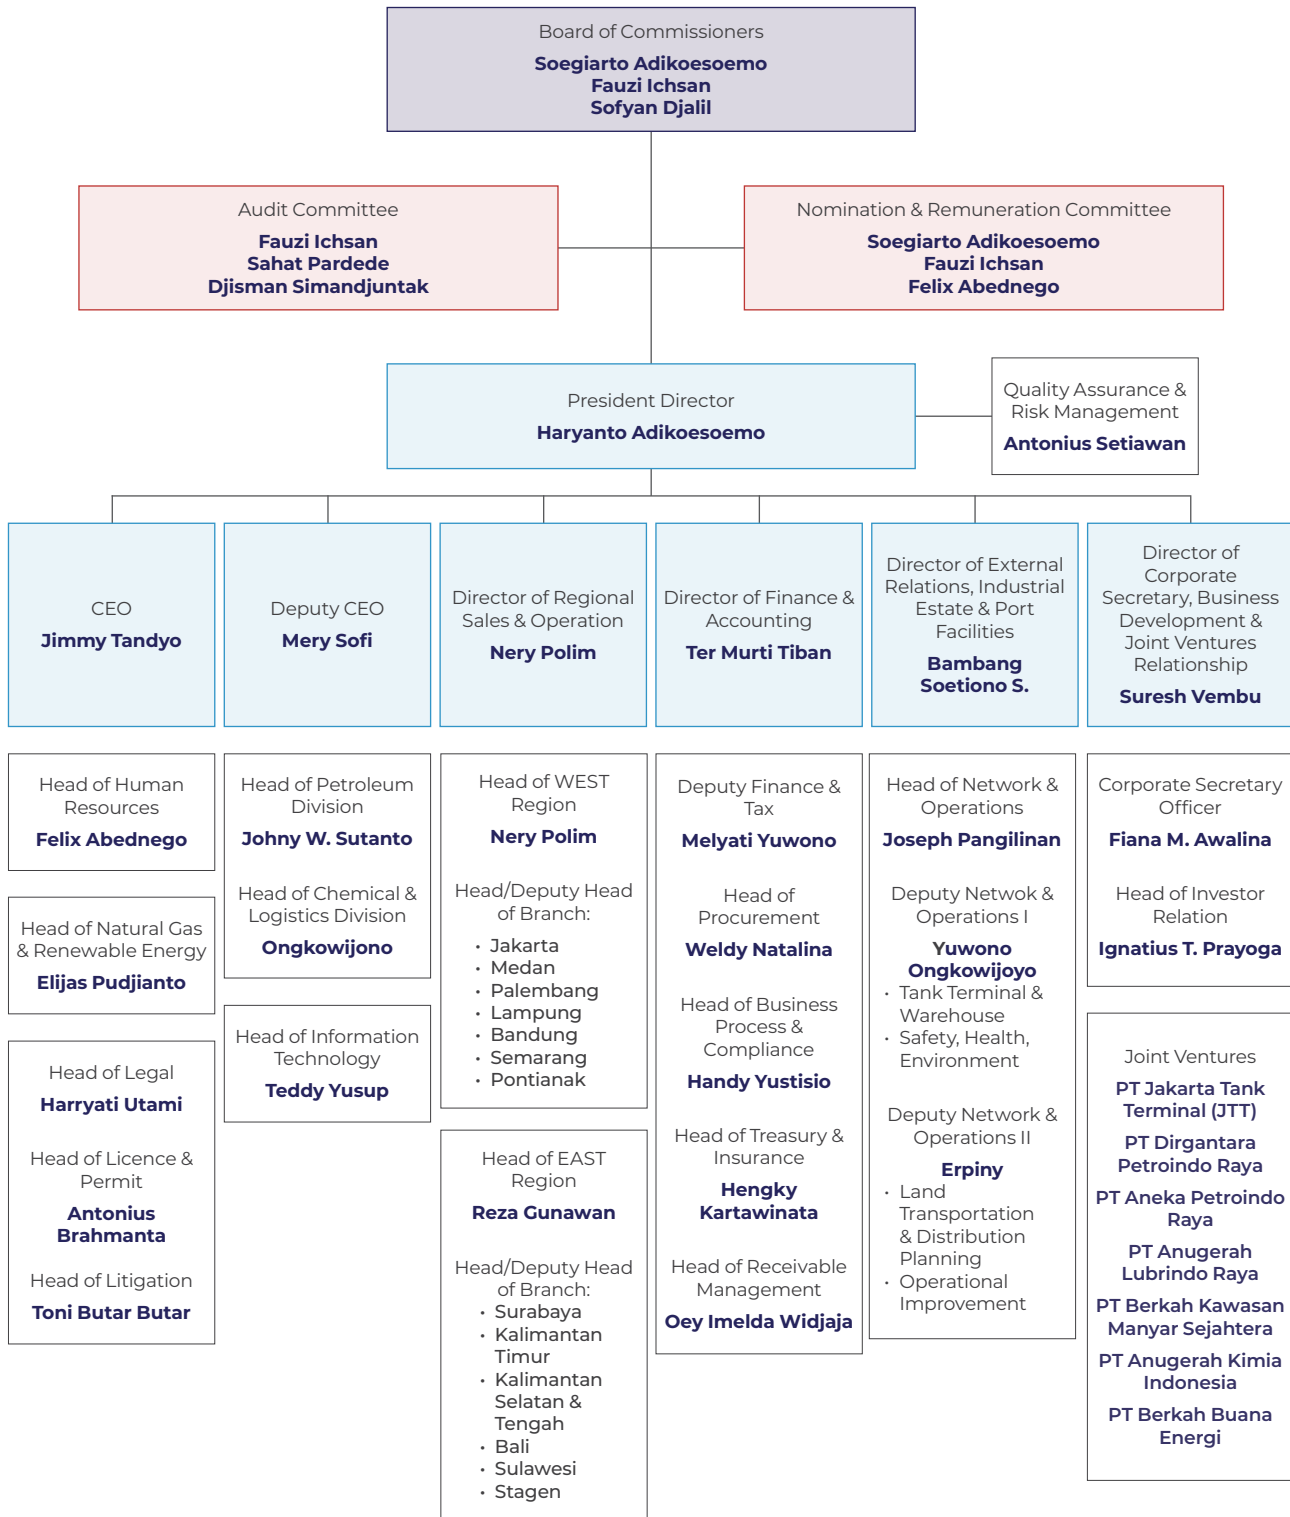 Board of Commissioners
Soegiarto Adikoesoemo
Fauzi Ichsan
Sofyan Djalil
Audit Committee
Fauzi Ichsan
Sahat Pardede
Djisman Simandjuntak
Nomination & Remuneration Committee
Soegiarto Adikoesoemo
Fauzi Ichsan
Felix Abednego
President Director
Haryanto Adikoesoemo
Quality Assurance &
Risk Management
Antonius Setiawan
CEO
Jimmy Tandyo
Deputy CEO
Mery Sofi
Director of Regional
Sales & Operation
Nery Polim
Director of Finance &
Accounting
Ter Murti Tiban
Director of External
Relations, Industrial
Estate & Port
Facilities
Bambang
Soetiono S.
Director of
Corporate
Secretary, Business
Development &
Joint Ventures
Relationship
Suresh Vembu
Head of Human
Resources
Felix Abednego
Head of Natural Gas
& Renewable Energy
Elijas Pudjianto
Head of Legal
Harryati Utami
Head of Licence &
Permit
Antonius
Brahmanta
Head of Litigation
Toni Butar Butar
Head of Petroleum
Division
Johny W. Sutanto
Head of Chemical &
Logistics Division
Ongkowijono
Head of Information
Technology
Teddy Yusup
Head of WEST
Region
Nery Polim
Head/Deputy Head
of Branch:
• Jakarta
• Medan
• Palembang
• Lampung
• Bandung
• Semarang
• Pontianak
Head of EAST
Region
Reza Gunawan
Head/Deputy Head
of Branch:
• Surabaya
• Kalimantan
Timur
• Kalimantan
Selatan &
Tengah
• Bali
• Sulawesi
• Stagen
Deputy Finance &
Tax
Melyati Yuwono
Head of
Procurement
Weldy Natalina
Head of Business
Process &
Compliance
Handy Yustisio
Head of Treasury &
Insurance
Hengky
Kartawinata
Head of Receivable
Management
Oey Imelda Widjaja
Head of Network &
Operations
Joseph Pangilinan
Deputy Netwok &
Operations I
Yuwono
Ongkowijoyo
• Tank Terminal &
Warehouse
• Safety, Health,
Environment
Deputy Network &
Operations II
Erpiny
• Land
Transportation
& Distribution
Planning
• Operational
Improvement
Corporate Secretary
Officer
Fiana M. Awalina
Head of Investor
Relation
Ignatius T. Prayoga
Joint Ventures
PT Jakarta Tank
Terminal (JTT)
PT Dirgantara
Petroindo Raya
PT Aneka Petroindo
Raya
PT Anugerah
Lubrindo Raya
PT Berkah Kawasan
Manyar Sejahtera
PT Anugerah Kimia
Indonesia
PT Berkah Buana
Energi